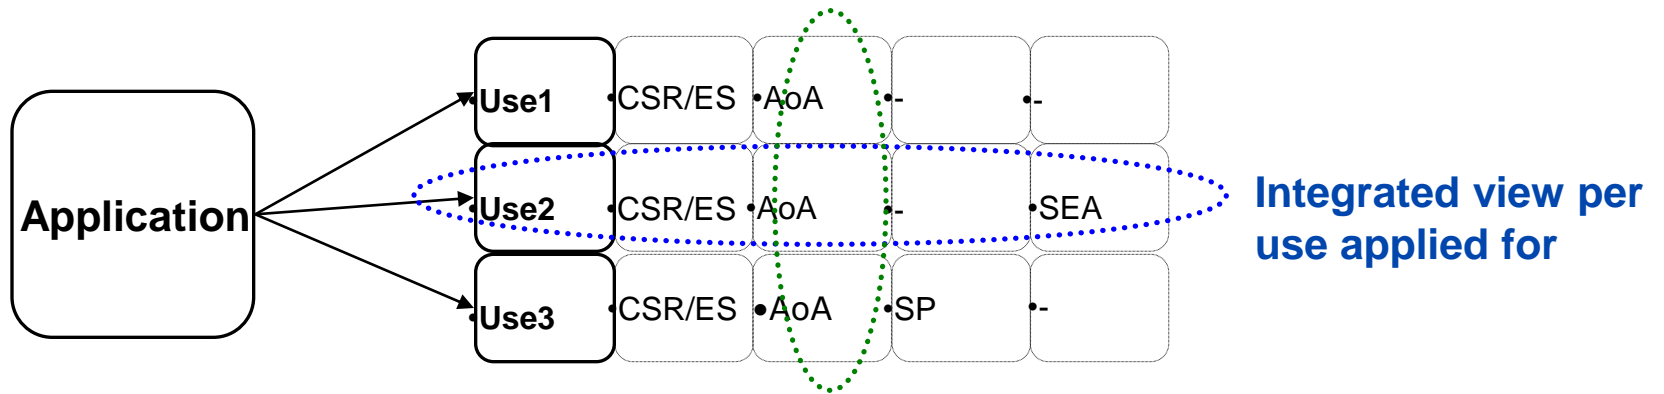 Application
•Use1 •CSR/ES •AoA •- •-
•Use2 •CSR/ES •AoA •- •SEA
•Use3 •CSR/ES •AoA •SP •-
Integrated view per
use applied for